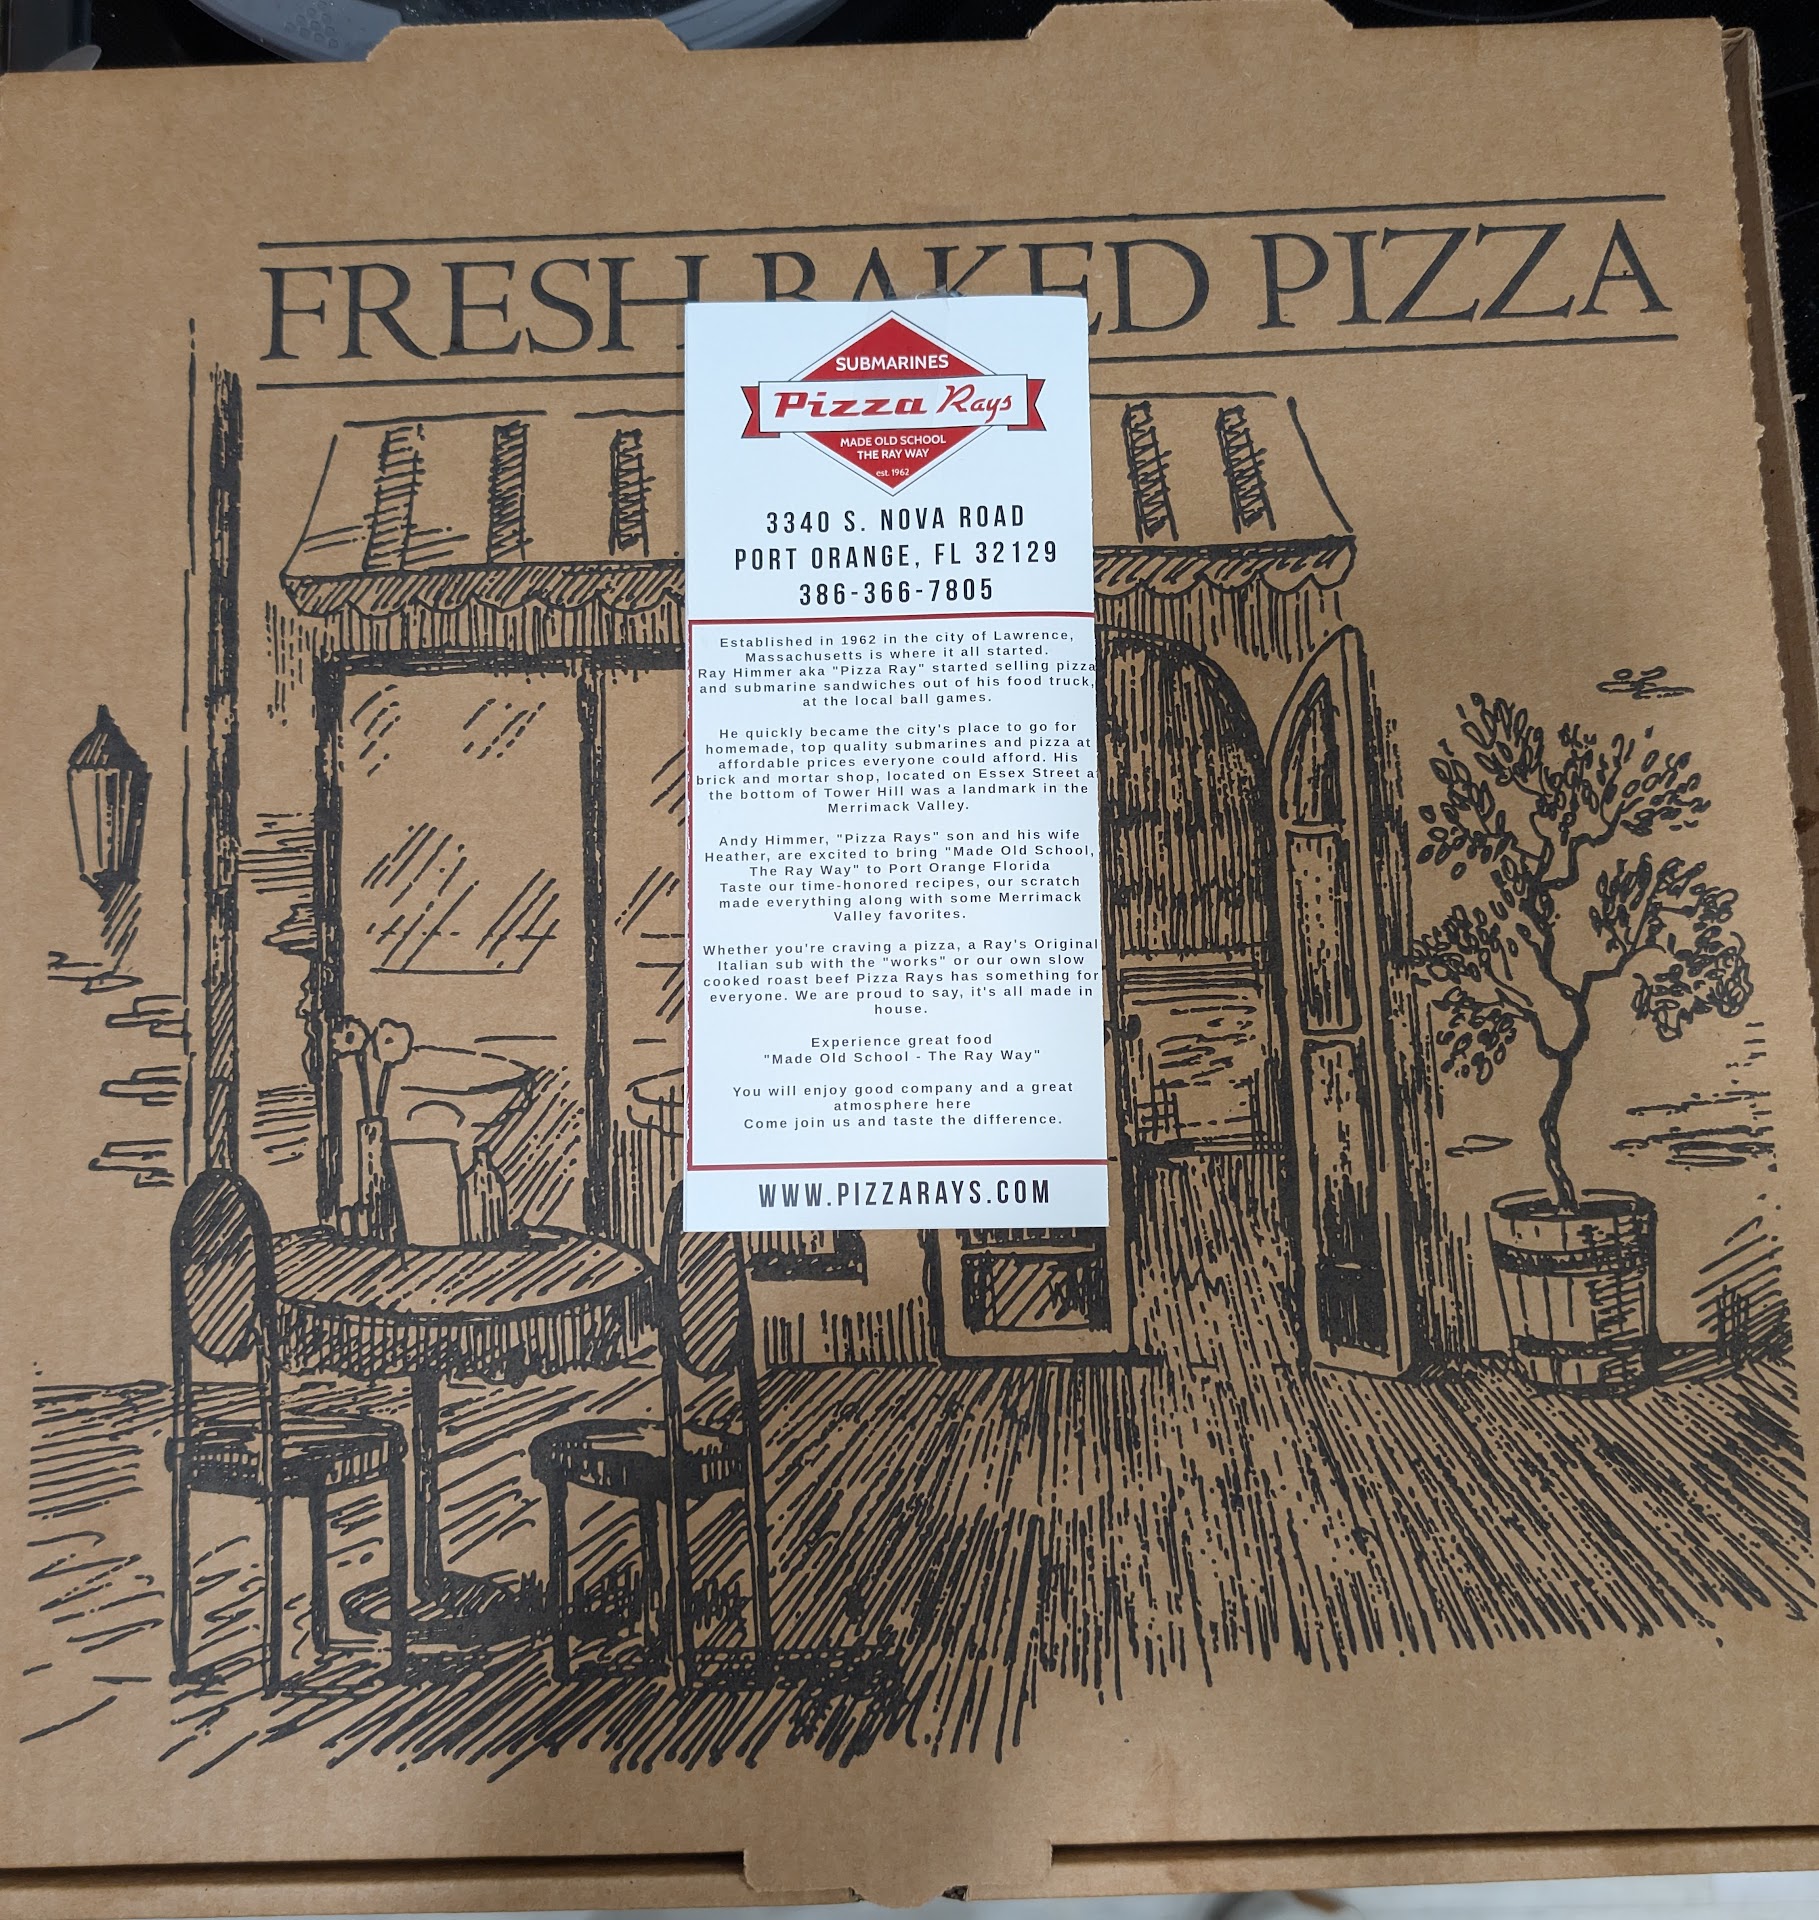 FRESH BAKED PIZZA
SUBMARINES
Pizza Rays
MADE OLD SCHOOL
THE RAY WAY
est. 1962
3340 S. NOVA ROAD
PORT ORANGE, FL 32129
386-366-7805
Established in 1962 in the city of Lawrence,
Massachusetts is where it all started.
Ray Himmer aka "Pizza Ray" started selling pizza
and submarine sandwiches out of his food truck,
at the local ball games.
He quickly became the city's place to go for
homemade, top quality submarines and pizza at
affordable prices everyone could afford. His
brick and mortar shop, located on Essex Street a
the bottom of Tower Hill was a landmark in the
Merrimack Valley.
Andy Himmer, "Pizza Rays" son and his wife
Heather, are excited to bring "Made Old School,
The Ray Way" to Port Orange Florida
Taste our time-honored recipes, our scratch
made everything along with some Merrimack
Valley favorites.
Whether you're craving a pizza, a Ray's Original
Italian sub with the "works" or our own slow
cooked roast beef Pizza Rays has something for
everyone. We are proud to say, it's all made in
house.
Experience great food
"Made Old School - The Ray Way"
You will enjoy good company and a great
atmosphere here
Come join us and taste the difference.
WWW.PIZZARAYS.COM